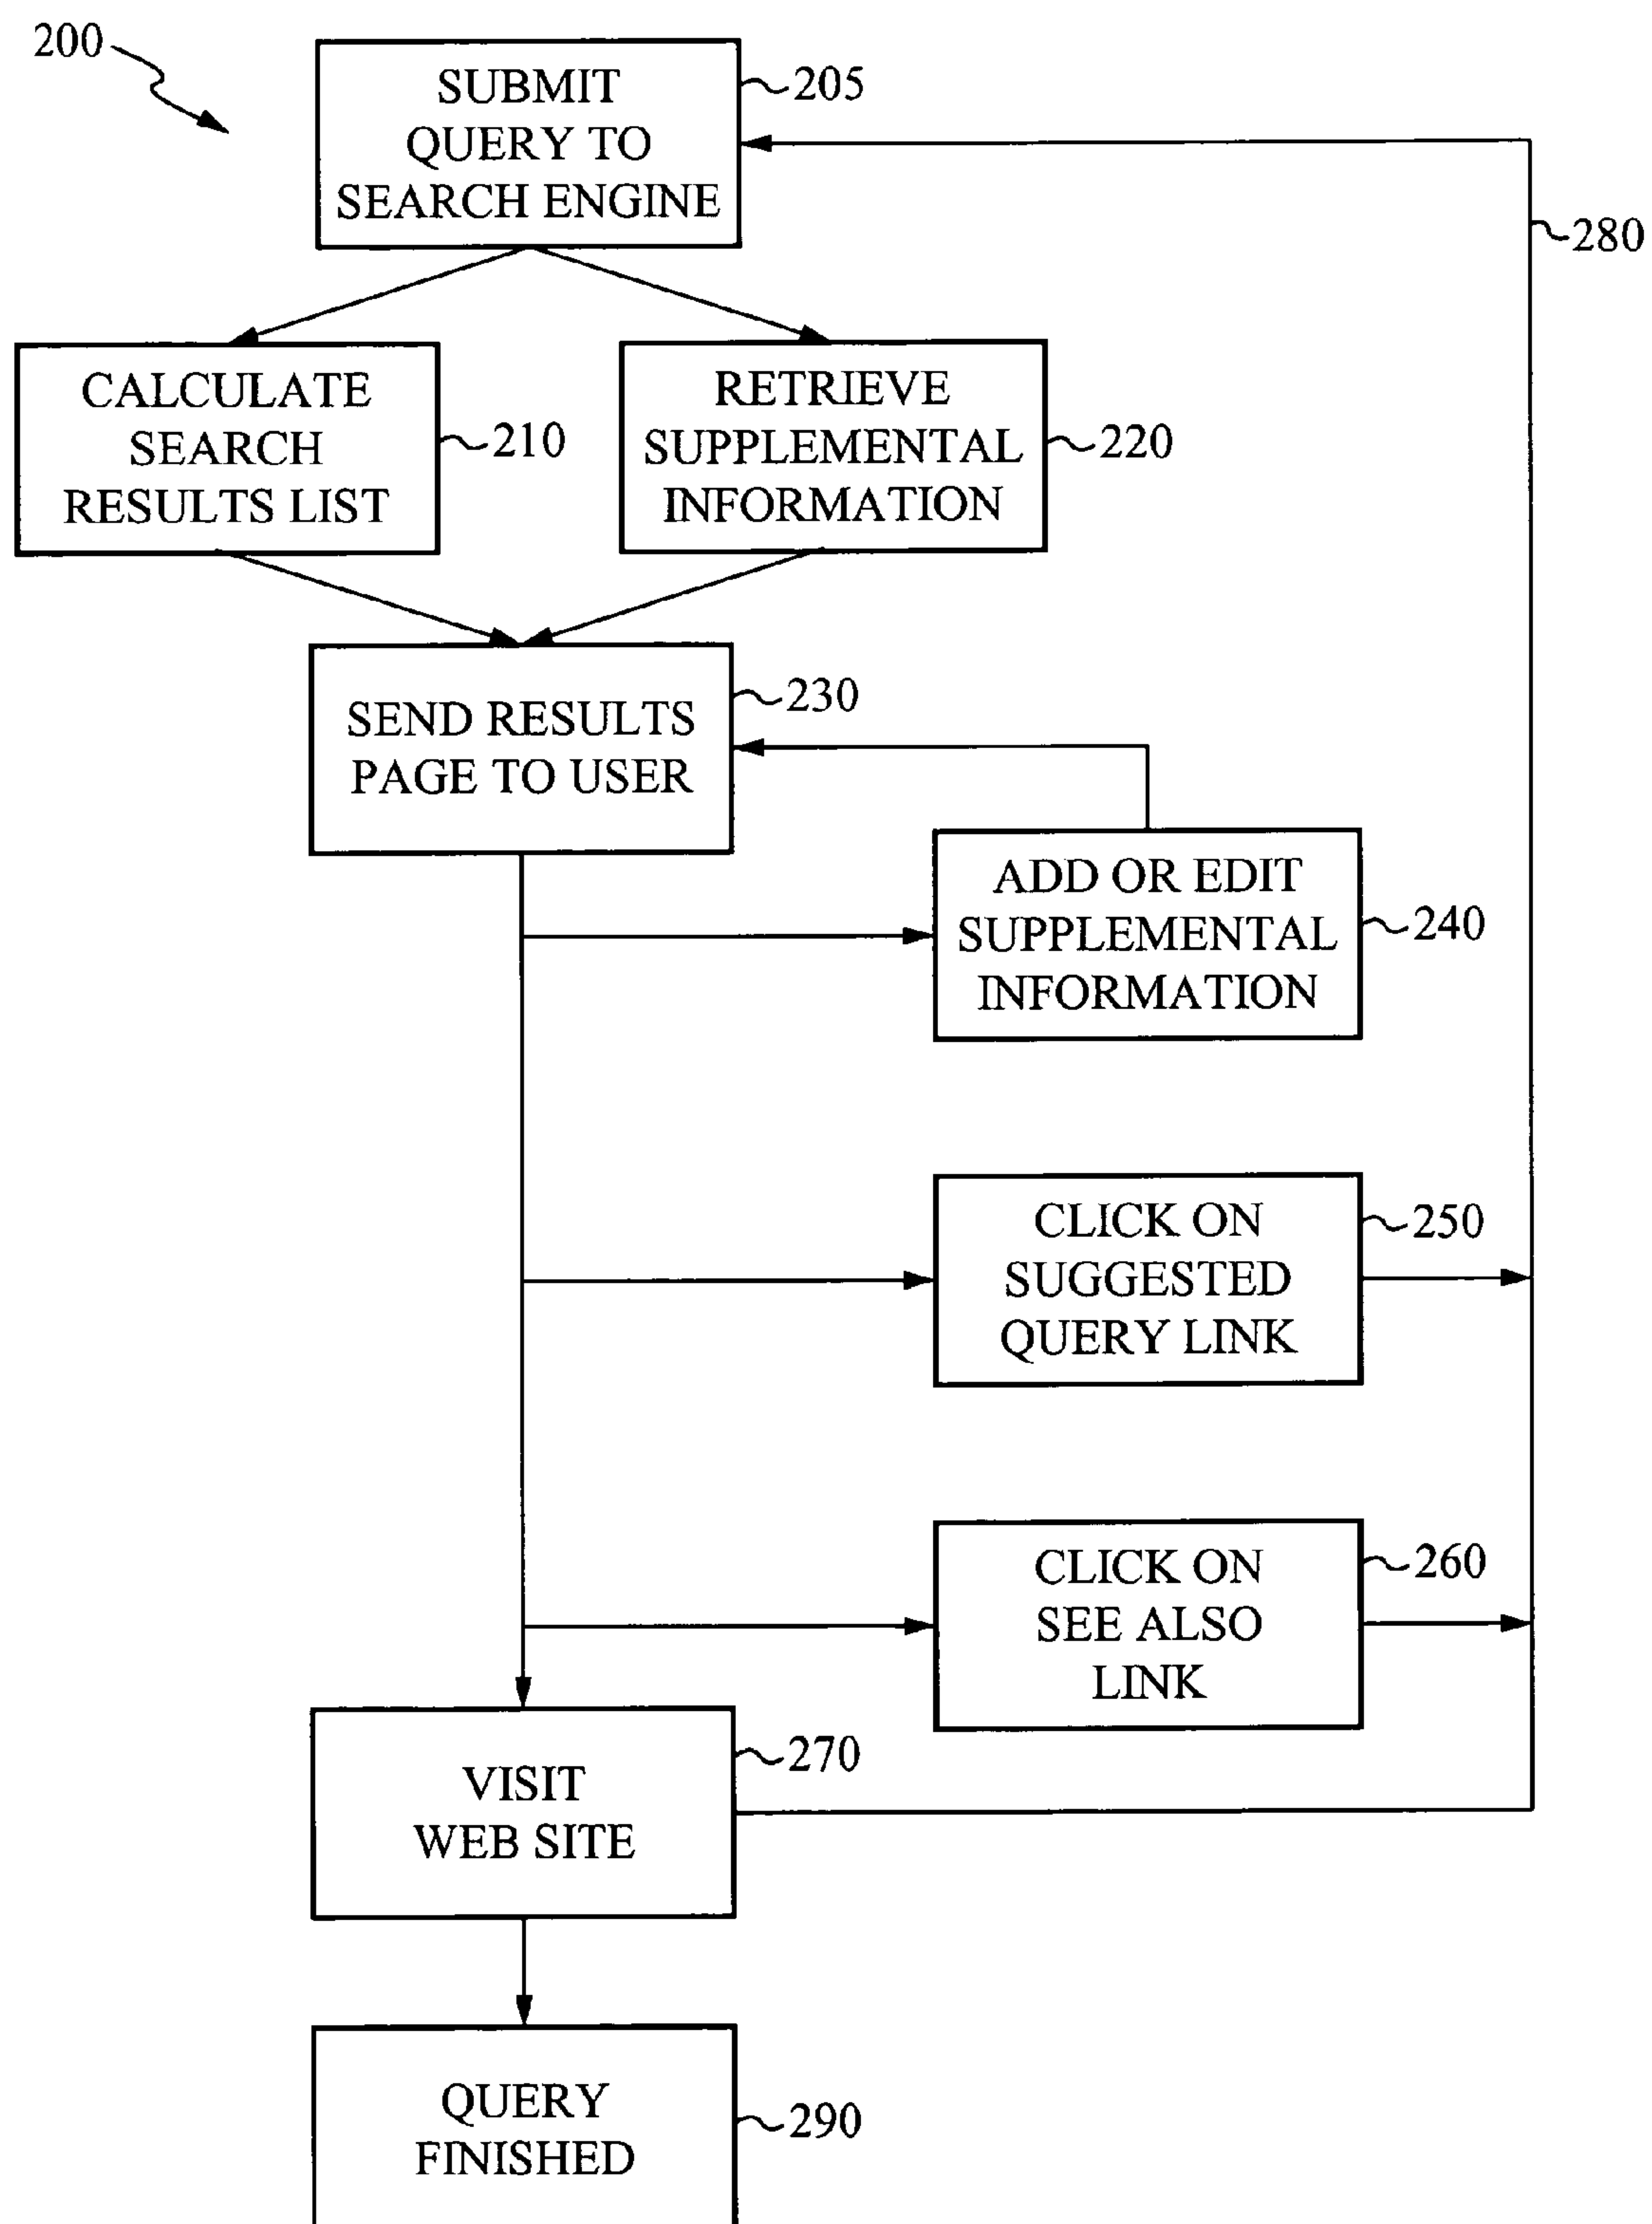 200
SUBMIT
QUERY TO
SEARCH ENGINE
205
280
CALCULATE
SEARCH
RESULTS LIST
210
RETRIEVE
SUPPLEMENTAL
INFORMATION
220
SEND RESULTS
PAGE TO USER
230
ADD OR EDIT
SUPPLEMENTAL
INFORMATION
240
CLICK ON
SUGGESTED
QUERY LINK
250
CLICK ON
SEE ALSO
LINK
260
VISIT
WEB SITE
270
QUERY
FINISHED
290